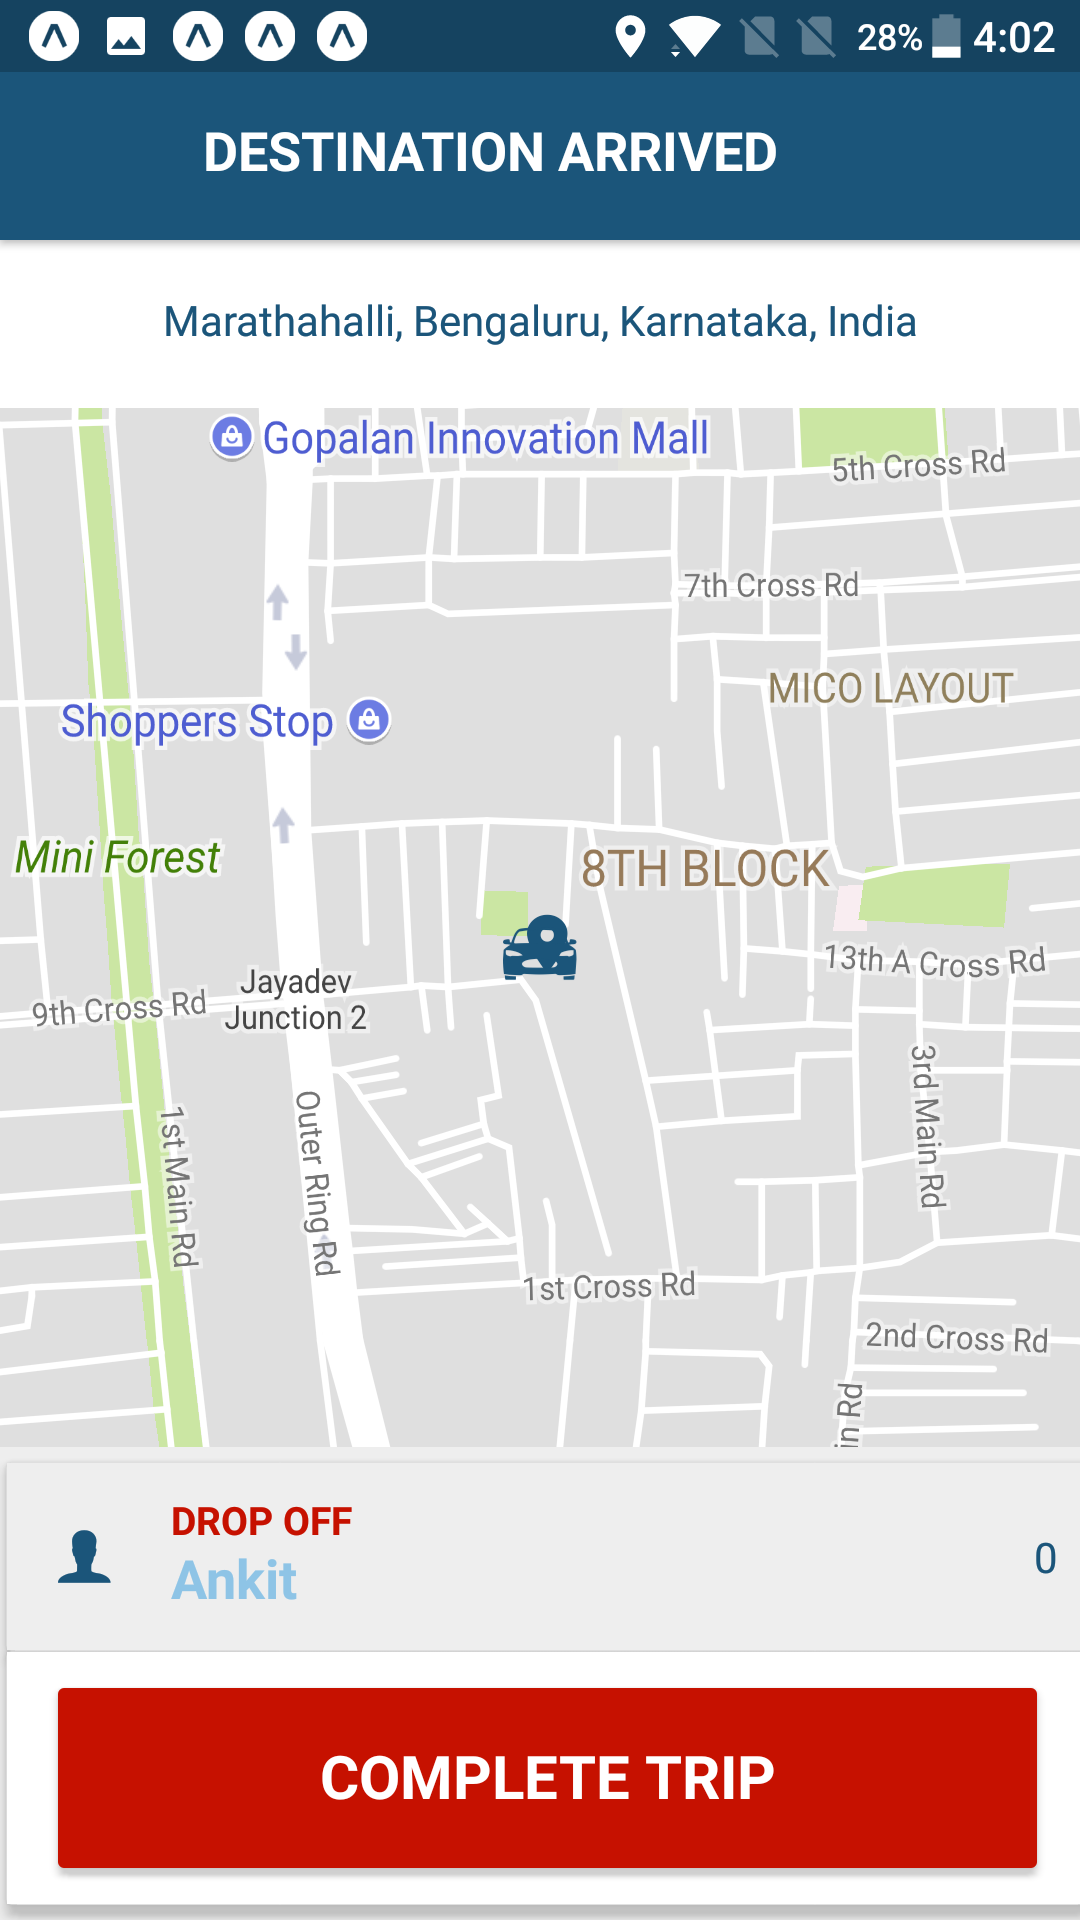 28% 4:02
DESTINATION ARRIVED
Marathahalli, Bengaluru, Karnataka, India
Gopalan Innovation Mall
5th Cross Rd
7th Cross Rd
MICO LAYOUT
Shoppers Stop
Mini Forest
8TH BLOCK
13th A Cross Rd
Jayadev
Junction 2
9th Cross Rd
3rd Main Rd
Outer Ring Rd
1st Main Rd
1st Cross Rd
2nd Cross Rd
in Rd
DROP OFF
Ankit
0
COMPLETE TRIP